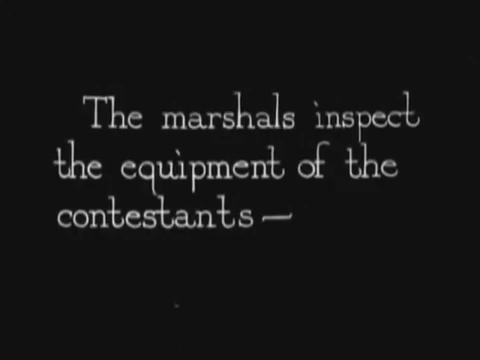 The marshals inspect
the equipment of the
contestants —